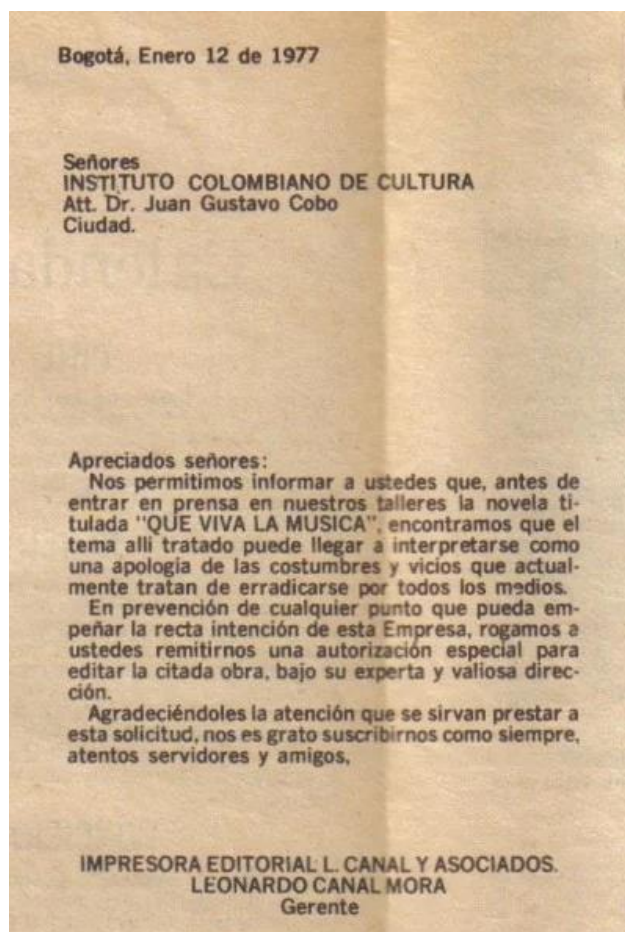 Bogotá, Enero 12 de 1977
Señores
INSTITUTO COLOMBIANO DE CULTURA
Att. Dr. Juan Gustavo Cobo
Ciudad.
Apreciados señores:
Nos permitimos informar a ustedes que, antes de
entrar en prensa en nuestros talleres la novela ti-
tulada "QUE VIVA LA MUSICA", encontramos que el
tema alli tratado puede llegar a interpretarse como
una apología de las costumbres y vicios que actual-
mente tratan de erradicarse por todos los medios.
En prevención de cualquier punto que pueda em-
peñar la recta intención de esta Empresa, rogamos a
ustedes remitirnos una autorización especial para
editar la citada obra, bajo su experta y valiosa direc-
ción.
Agradeciéndoles la atención que se sirvan prestar a
esta solicitud, nos es grato suscribirnos como siempre,
atentos servidores y amigos,
IMPRESORA EDITORIAL L. CANAL Y ASOCIADOS.
LEONARDO CANAL MORA
Gerente